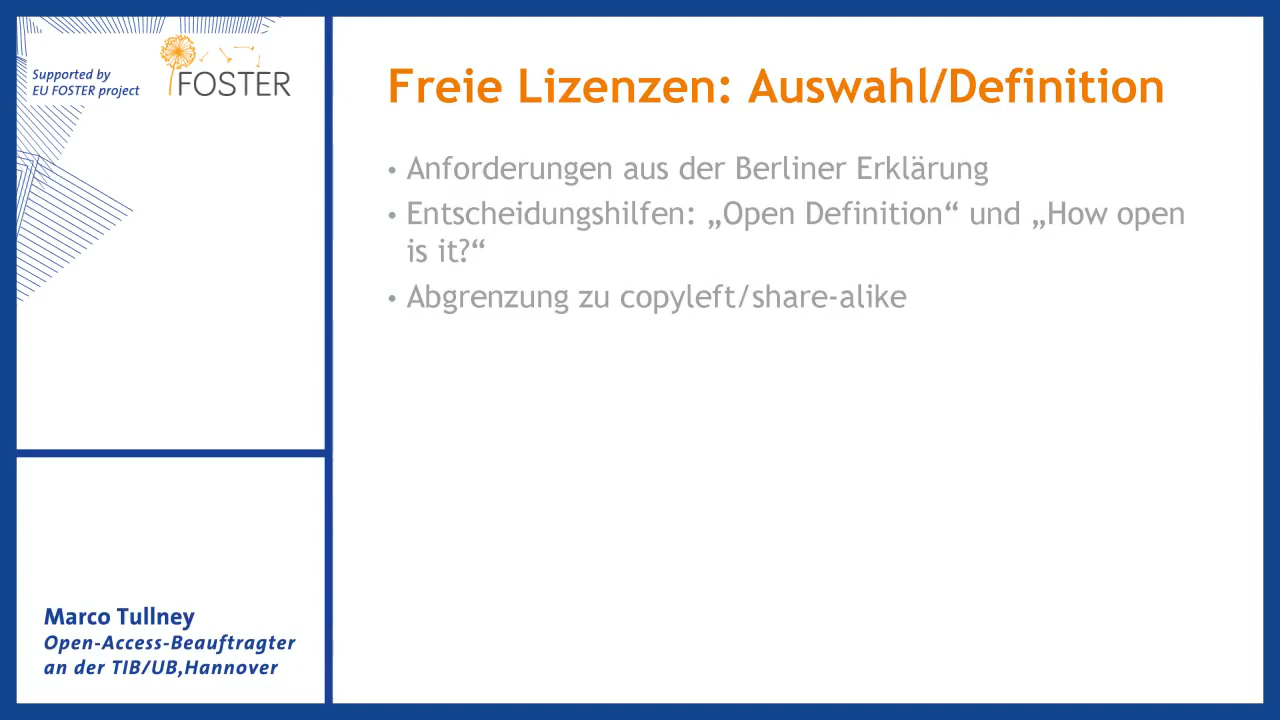 Supported by
EU FOSTER project
FOSTER
Freie Lizenzen: Auswahl/Definition
• Anforderungen aus der Berliner Erklärung
• Entscheidungshilfen: „Open Definition“ und „How open
is it?“
• Abgrenzung zu copyleft/share-alike
Marco Tullney
Open-Access-Beauftragter
an der TIB/UB,Hannover